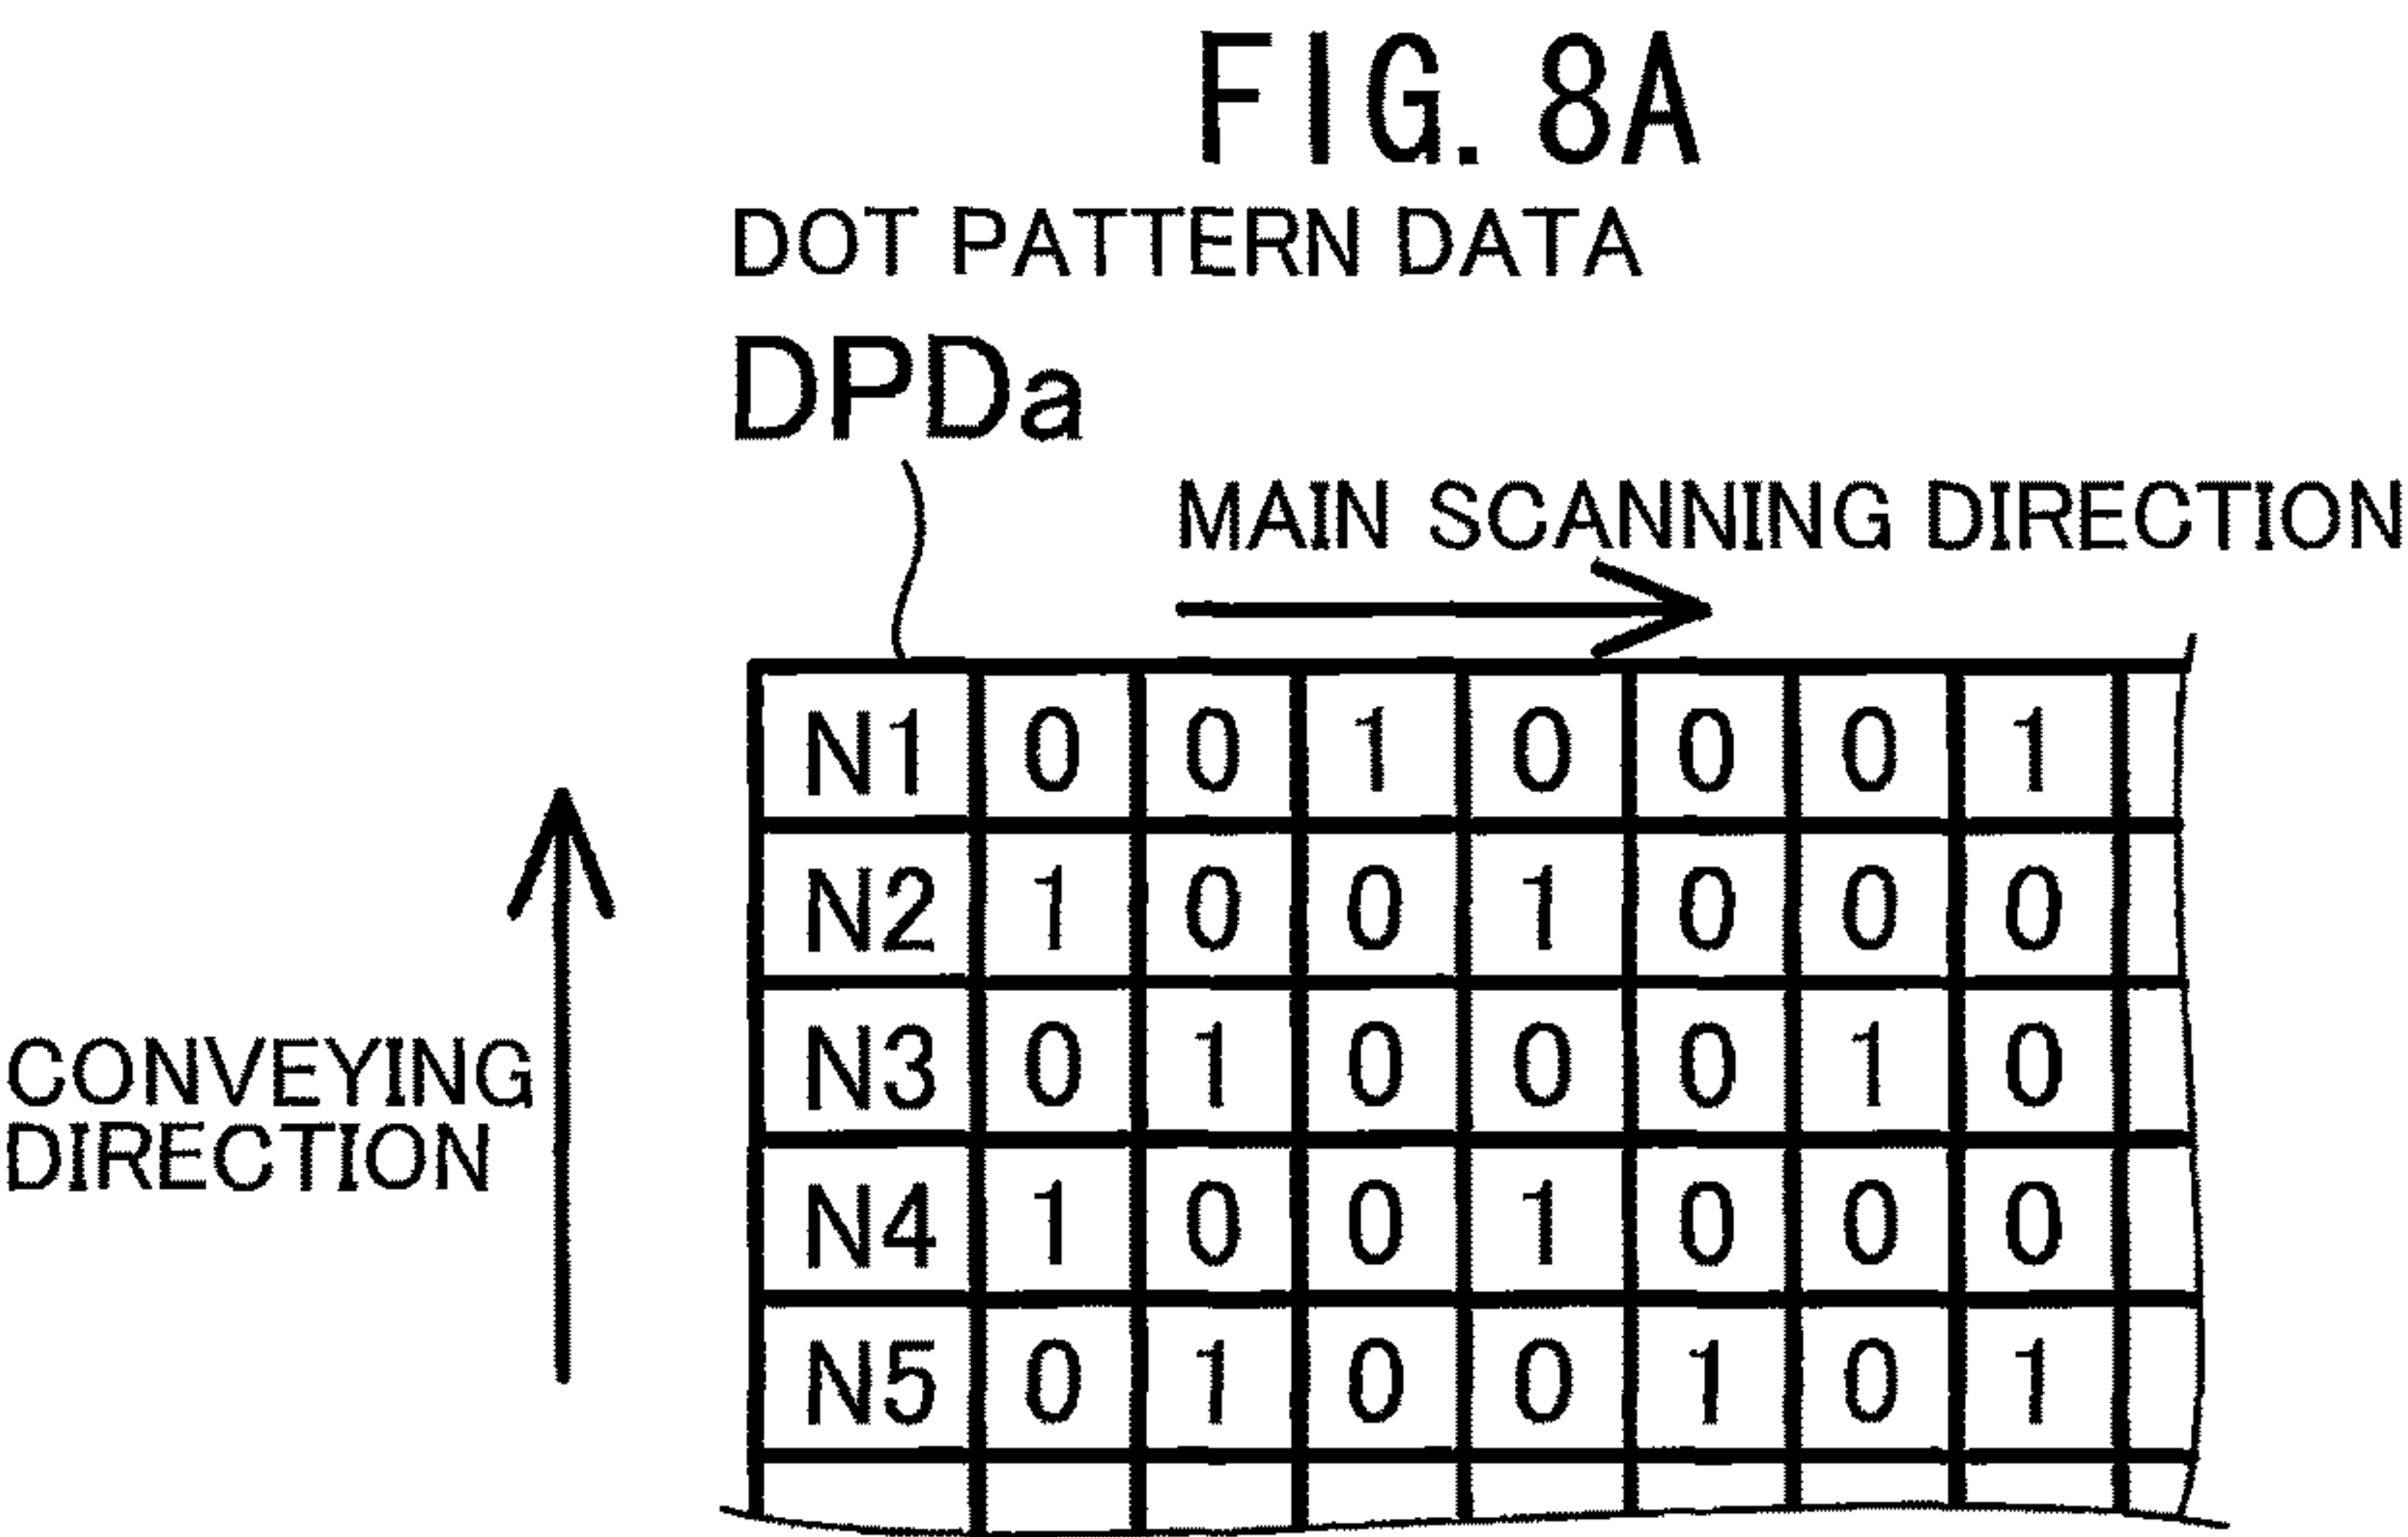 FIG. 8A
DOT PATTERN DATA
DPDa
MAIN SCANNING DIRECTION
CONVEYING
DIRECTION
N1 0 0 1 0 0 0 1
N2 1 0 0 1 0 0 0
N3 0 1 0 0 0 1 0
N4 1 0 0 1 0 0 0
N5 0 1 0 0 1 0 1